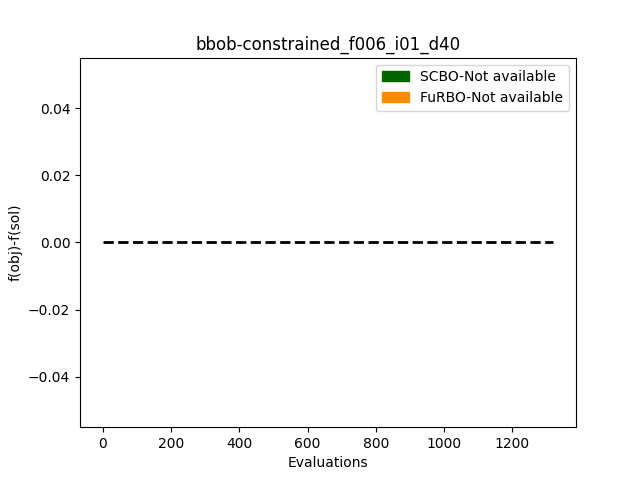 bbob-constrained_f006_i01_d40
SCBO-Not available
FuRBO-Not available
0.04
0.02
0.00
−0.02
−0.04
f(obj)-f(sol)
0 200 400 600 800 1000 1200
Evaluations